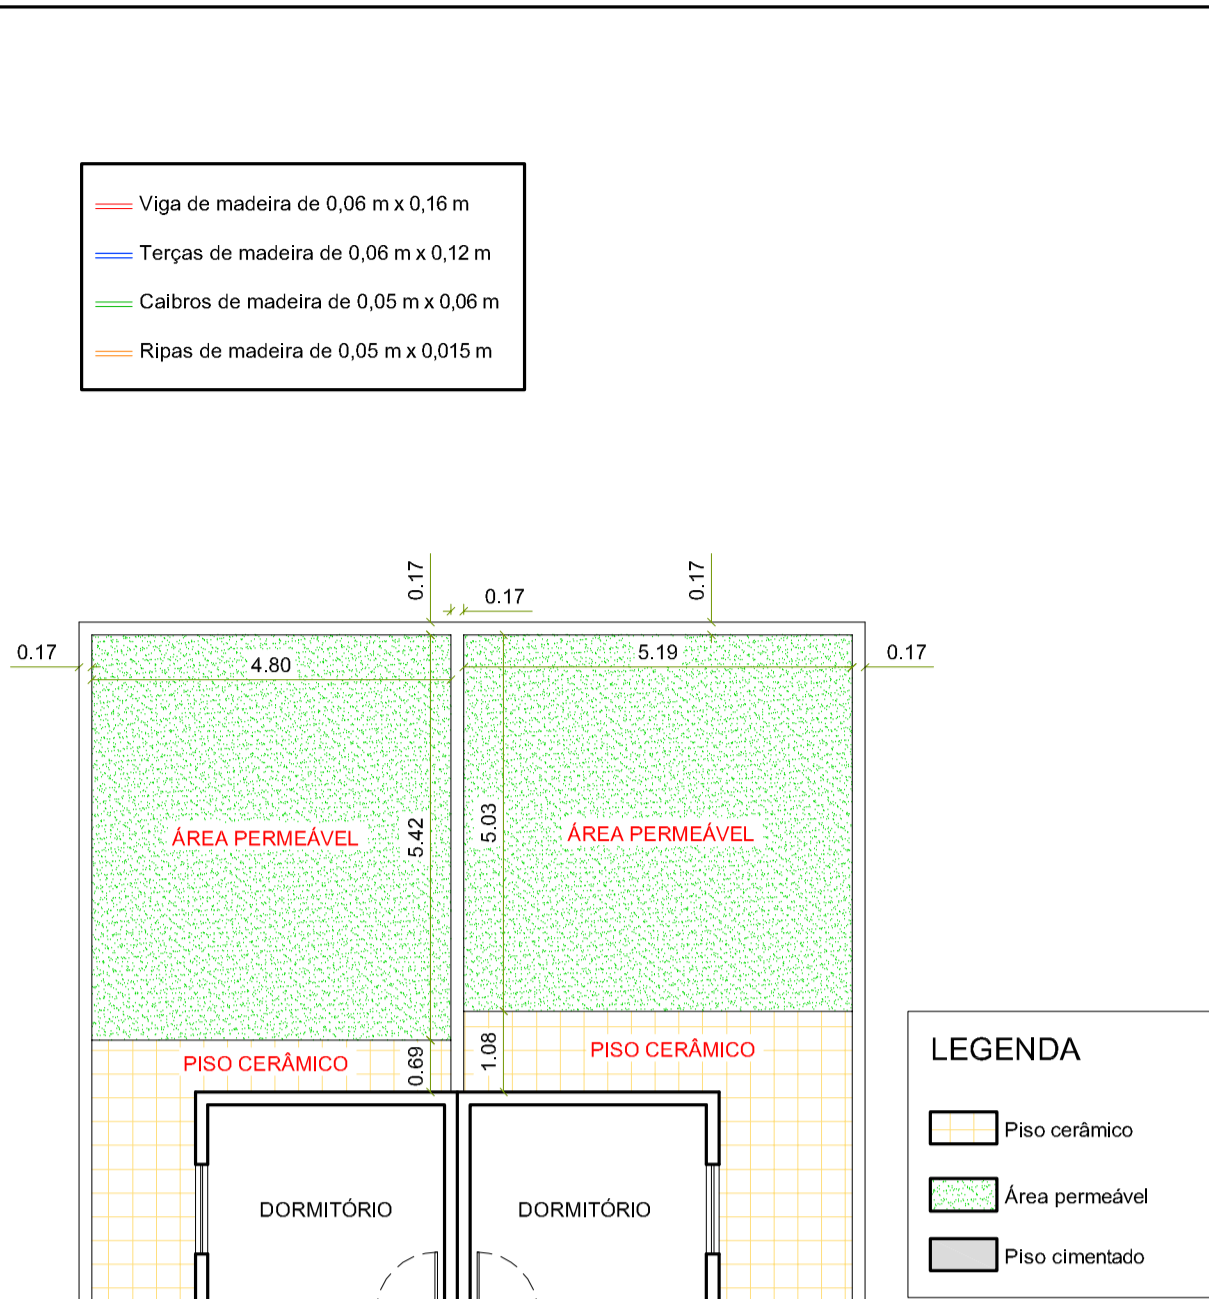 Viga de madeira de 0,06 m x 0,16 m
Terças de madeira de 0,06 m x 0,12 m
Caibros de madeira de 0,05 m x 0,06 m
Ripas de madeira de 0,05 m x 0,015 m
0.17
0.17
0.17
0.17
4.80
5.19
0.17
ÁREA PERMEÁVEL
5.42
5.03
ÁREA PERMEÁVEL
PISO CERÂMICO
0.69
1.08
PISO CERÂMICO
DORMITÓRIO
DORMITÓRIO
LEGENDA
Piso cerâmico
Área permeável
Piso cimentado